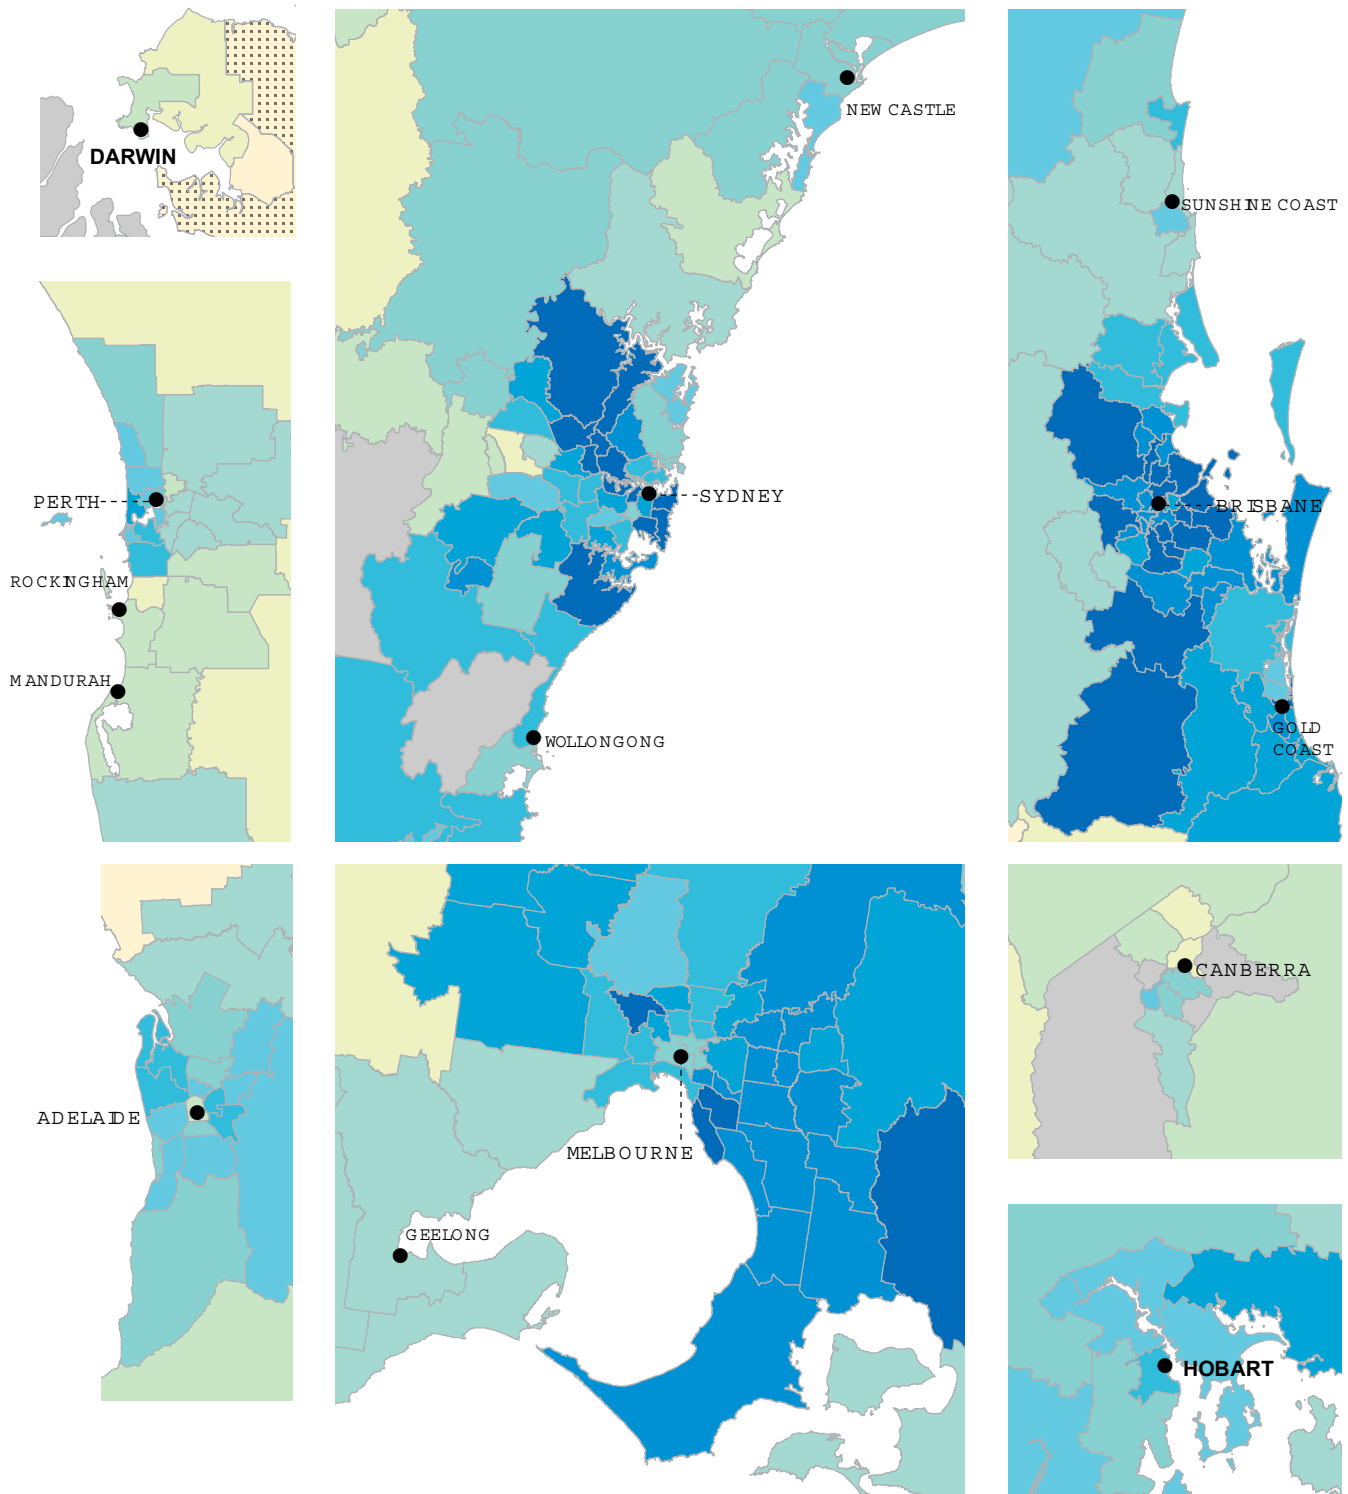 DARWIN
NEW CASTLE
SUNSHINE COAST
PERTH
SYDNEY
BRISBANE
ROCKINGHAM
MANDURAH
WOLLONGONG
GOLD
COAST
ADELAIDE
MELBOURNE
GEELONG
CANBERRA
HOBART